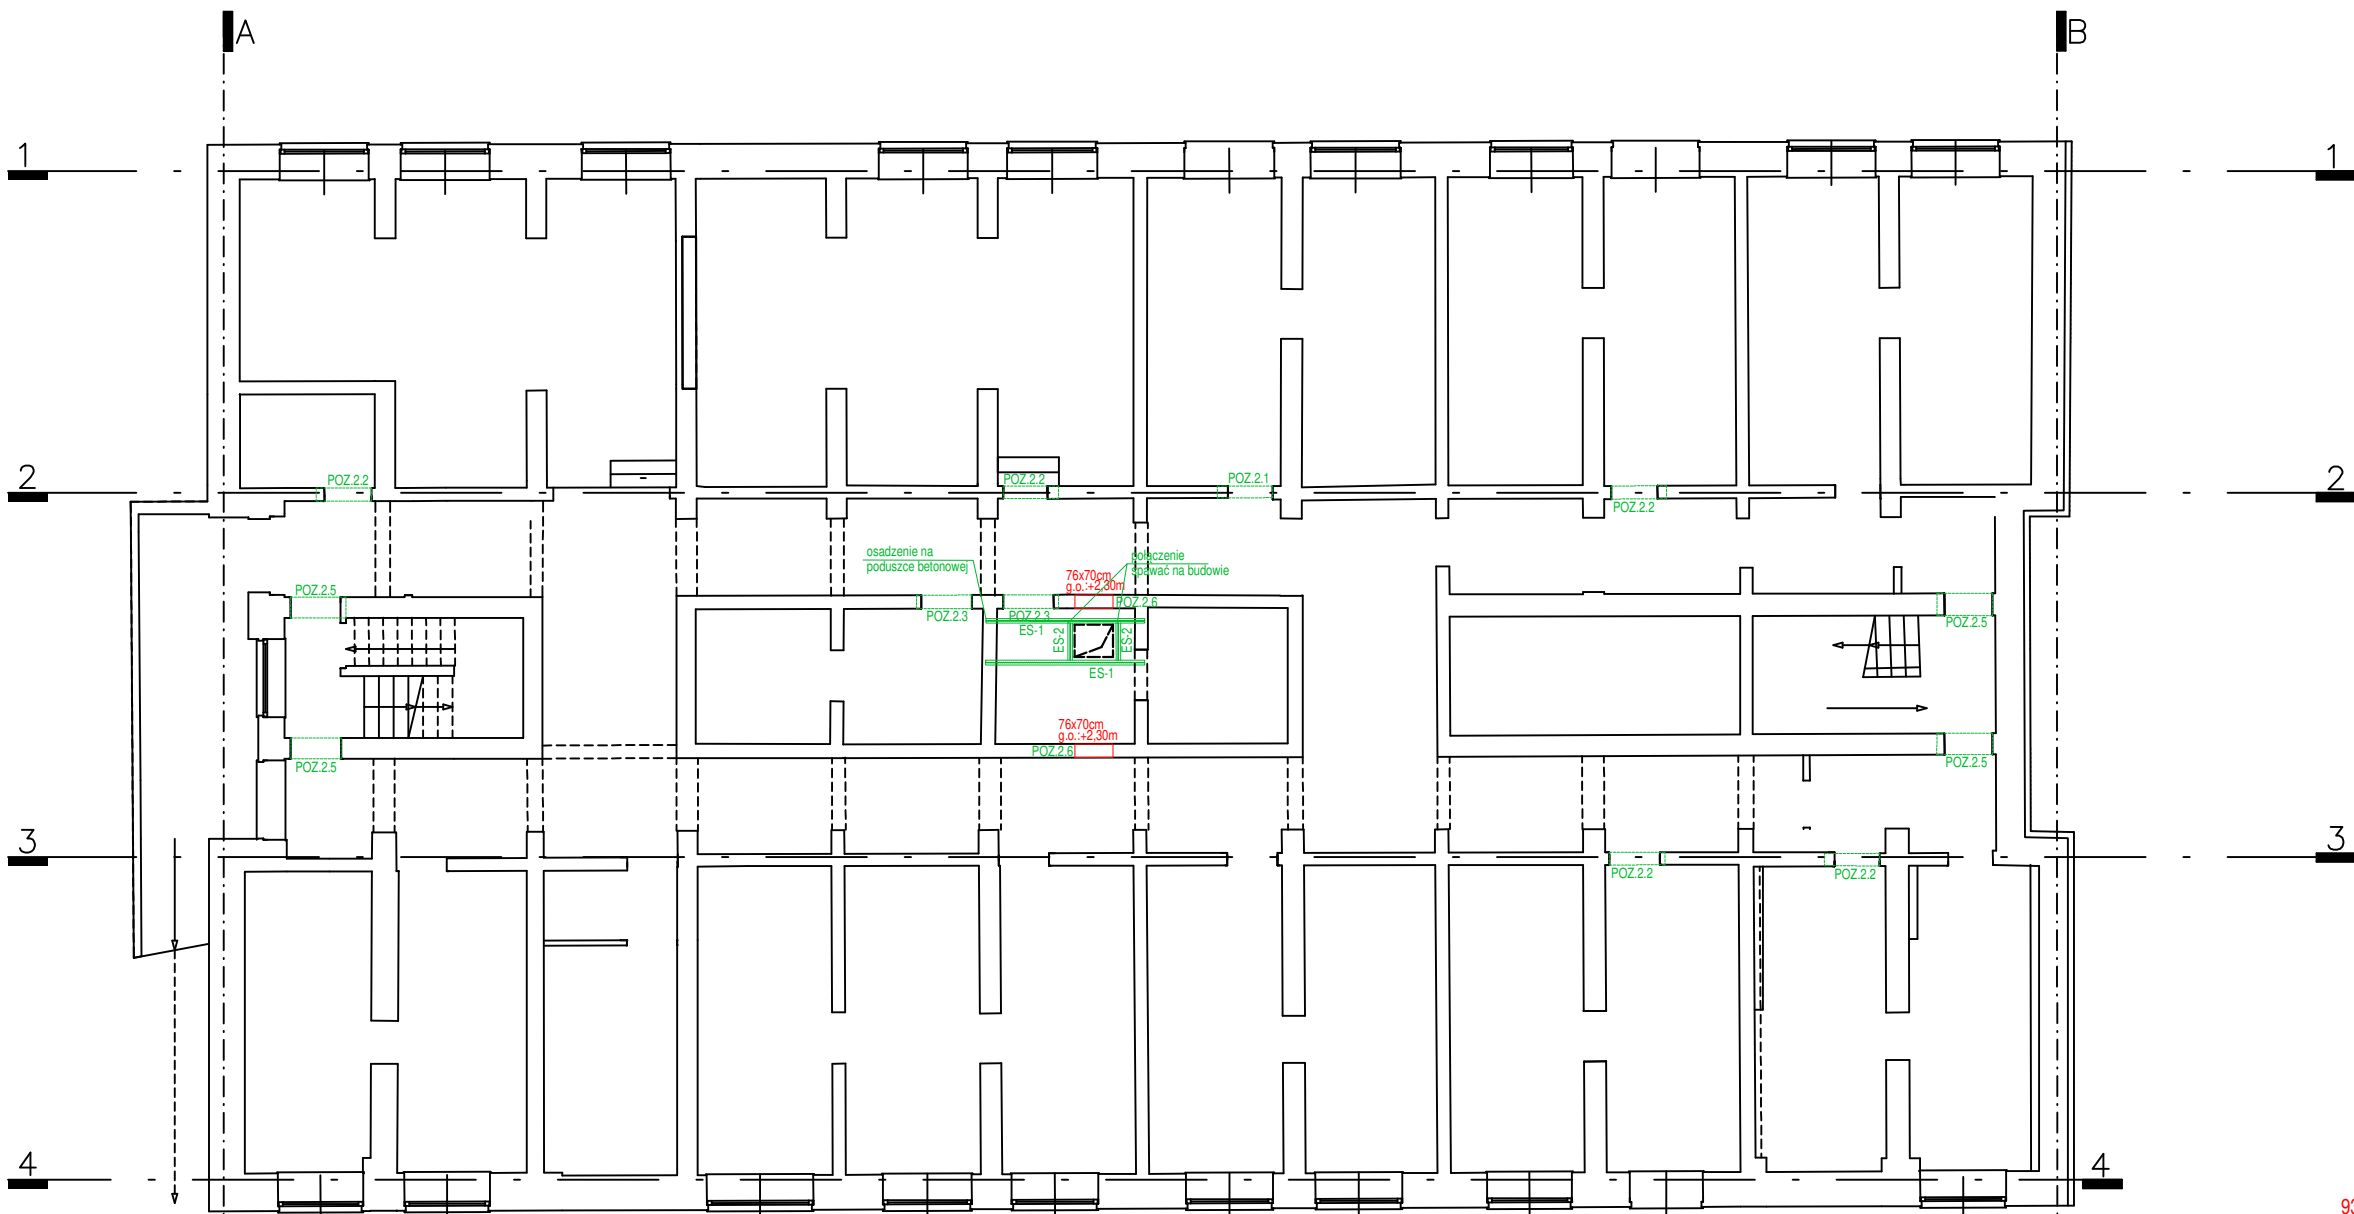 A
B
1
1
2
POZ.2.2
POZ.2.2
POZ.2.1
POZ.2.2
2
osadzenie na
poduszce betonowej
połączenie
spawać na budowie
76x70cm
g.o.:+2,30m
POZ.2.5
POZ.2.3
POZ.2.3
POZ.2.6
POZ.2.5
ES-1
ES-2
ES-2
ES-1
76x70cm
g.o.:+2,30m
POZ.2.6
POZ.2.5
POZ.2.5
3
3
POZ.2.2
POZ.2.2
4
4
93